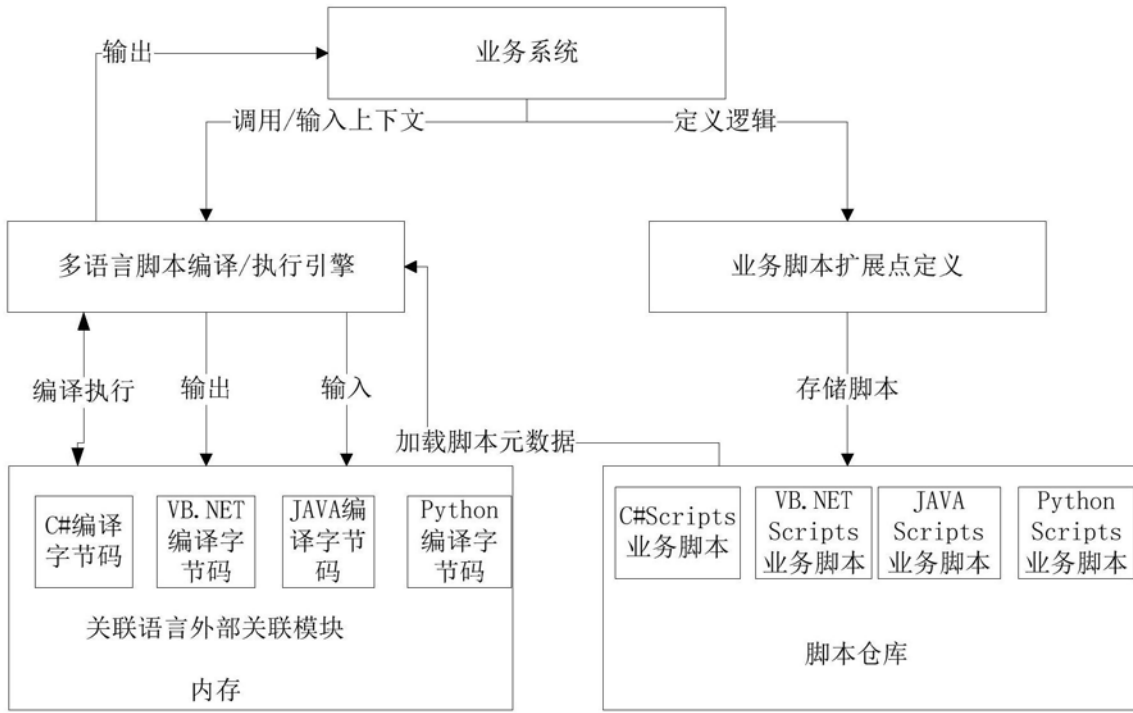 输出
业务系统
调用/输入上下文
定义逻辑
多语言脚本编译/执行引擎
业务脚本扩展点定义
编译执行
输出
输入
存储脚本
加载脚本元数据
C#编译
字节码
VB.NET
编译字
节码
JAVA编
译字节
码
Python
编译字
节码
关联语言外部关联模块
内存
C#Scripts
业务脚本
VB.NET
Scripts
业务脚本
JAVA
Scripts
业务脚本
Python
Scripts
业务脚本
脚本仓库